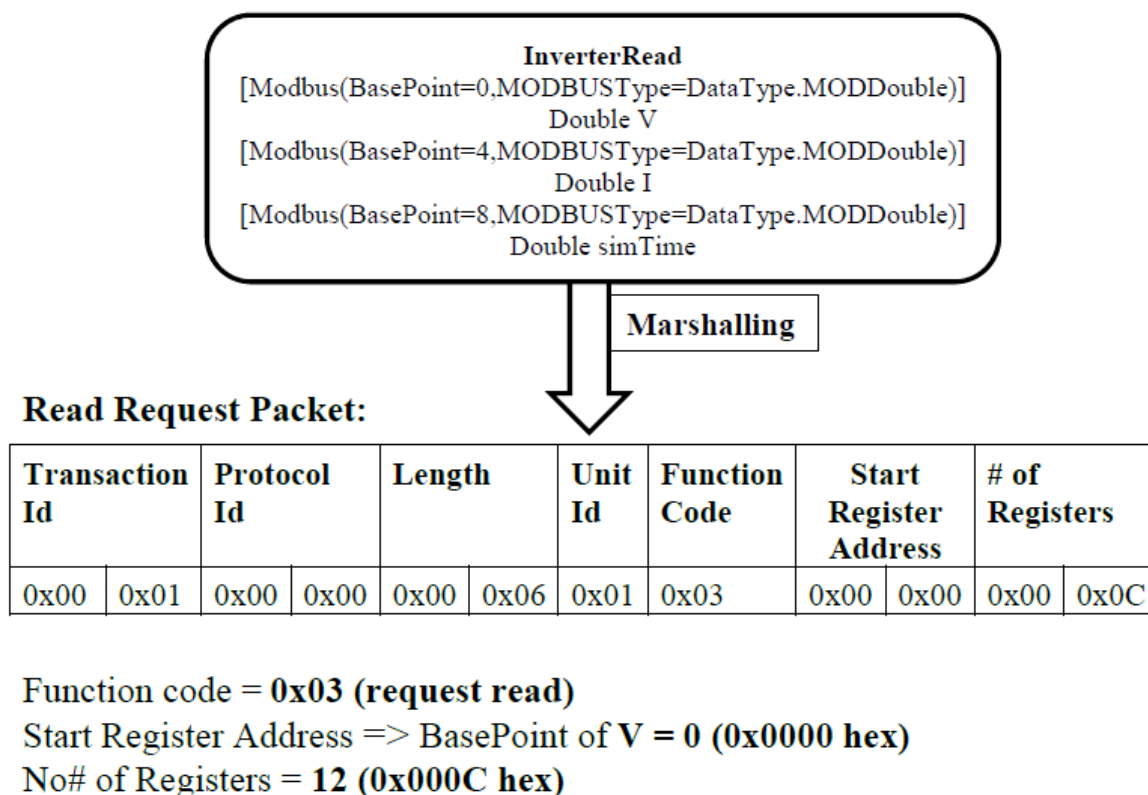 InverterRead
[Modbus(BasePoint=0,MODBUSType=DataType.MODDouble)]
Double V
[Modbus(BasePoint=4,MODBUSType=DataType.MODDouble)]
Double I
[Modbus(BasePoint=8,MODBUSType=DataType.MODDouble)]
Double simTime
Marshalling
Read Request Packet:
Transaction Id Protocol Id Length Unit Id Function Code Start Register Address # of Registers
0x00 0x01 0x00 0x00 0x00 0x06 0x01 0x03 0x00 0x00 0x00 0x0C
Function code = 0x03 (request read)
Start Register Address => BasePoint of V = 0 (0x0000 hex)
No# of Registers = 12 (0x000C hex)